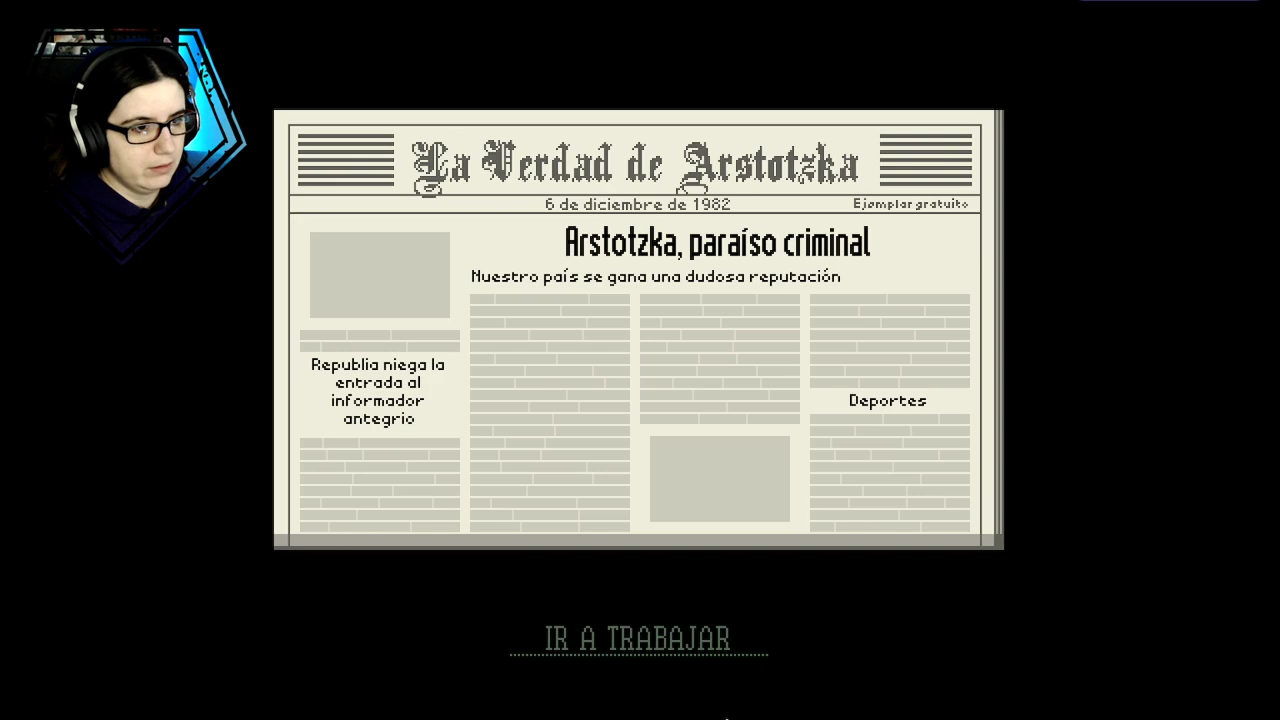 La Verdad de Arstotzka
6 de diciembre de 1982
Ejemplar gratuito
Arstotzka, paraíso criminal
Nuestro país se gana una dudosa reputación
Republia niega la
entrada al
informador
antegrio
Deportes
IR A TRABAJAR